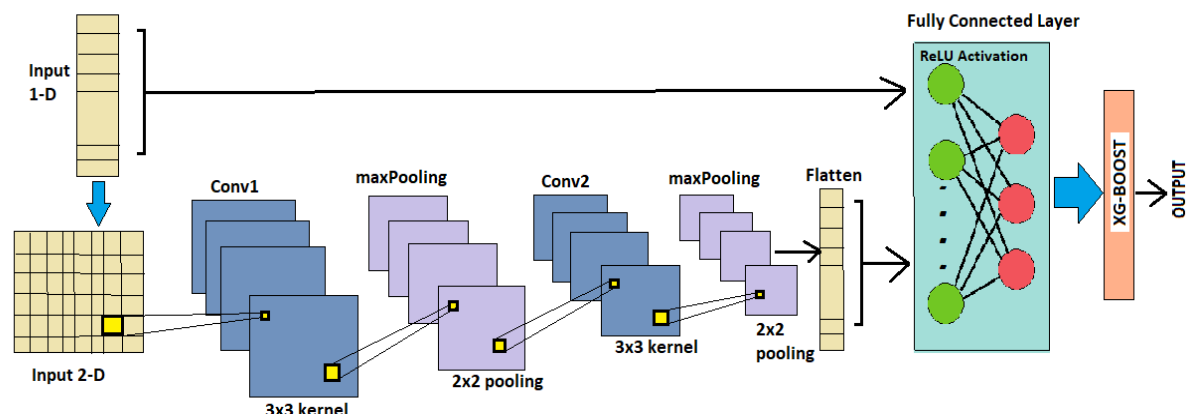 Fully Connected Layer
Input
1-D
ReLU Activation
Conv1
maxPooling
Conv2
maxPooling
Flatten
XG-BOOST
OUTPUT
Input 2-D
3x3 kernel
2x2 pooling
3x3 kernel
2x2
pooling